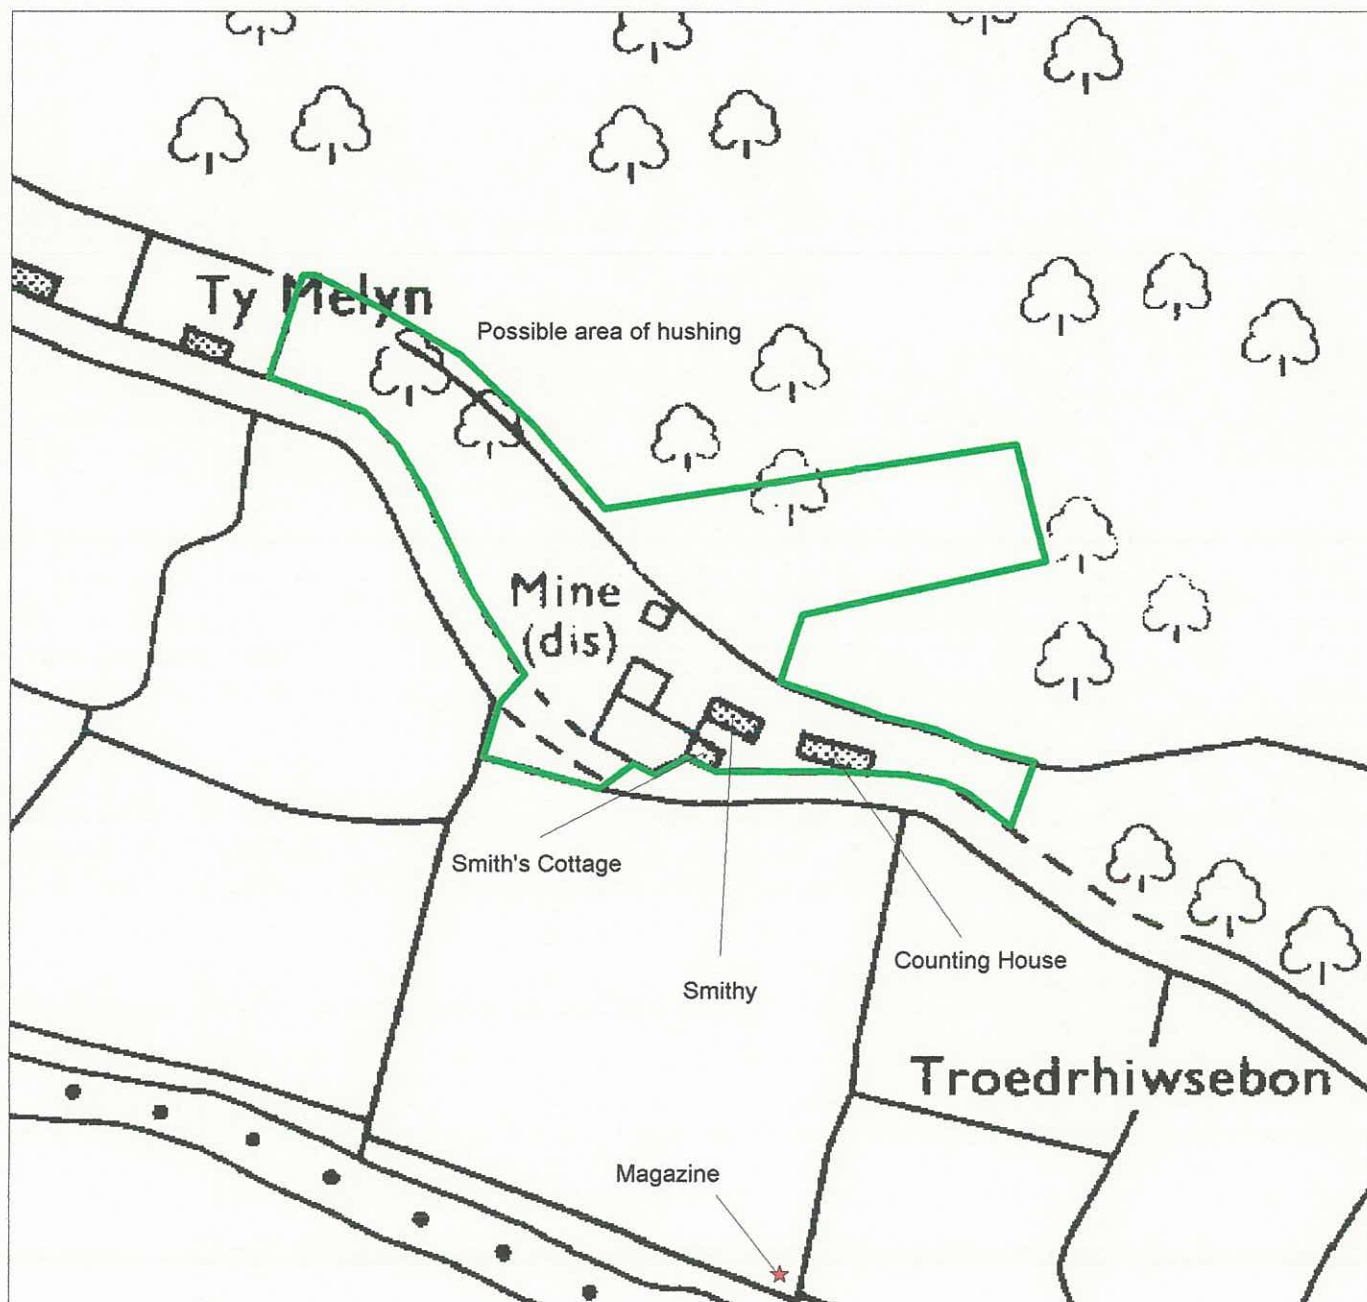 Ty Melyn
Possible area of hushing
Mine
(dis)
Smith's Cottage
Smithy
Counting House
Troedrhiwsebon
Magazine